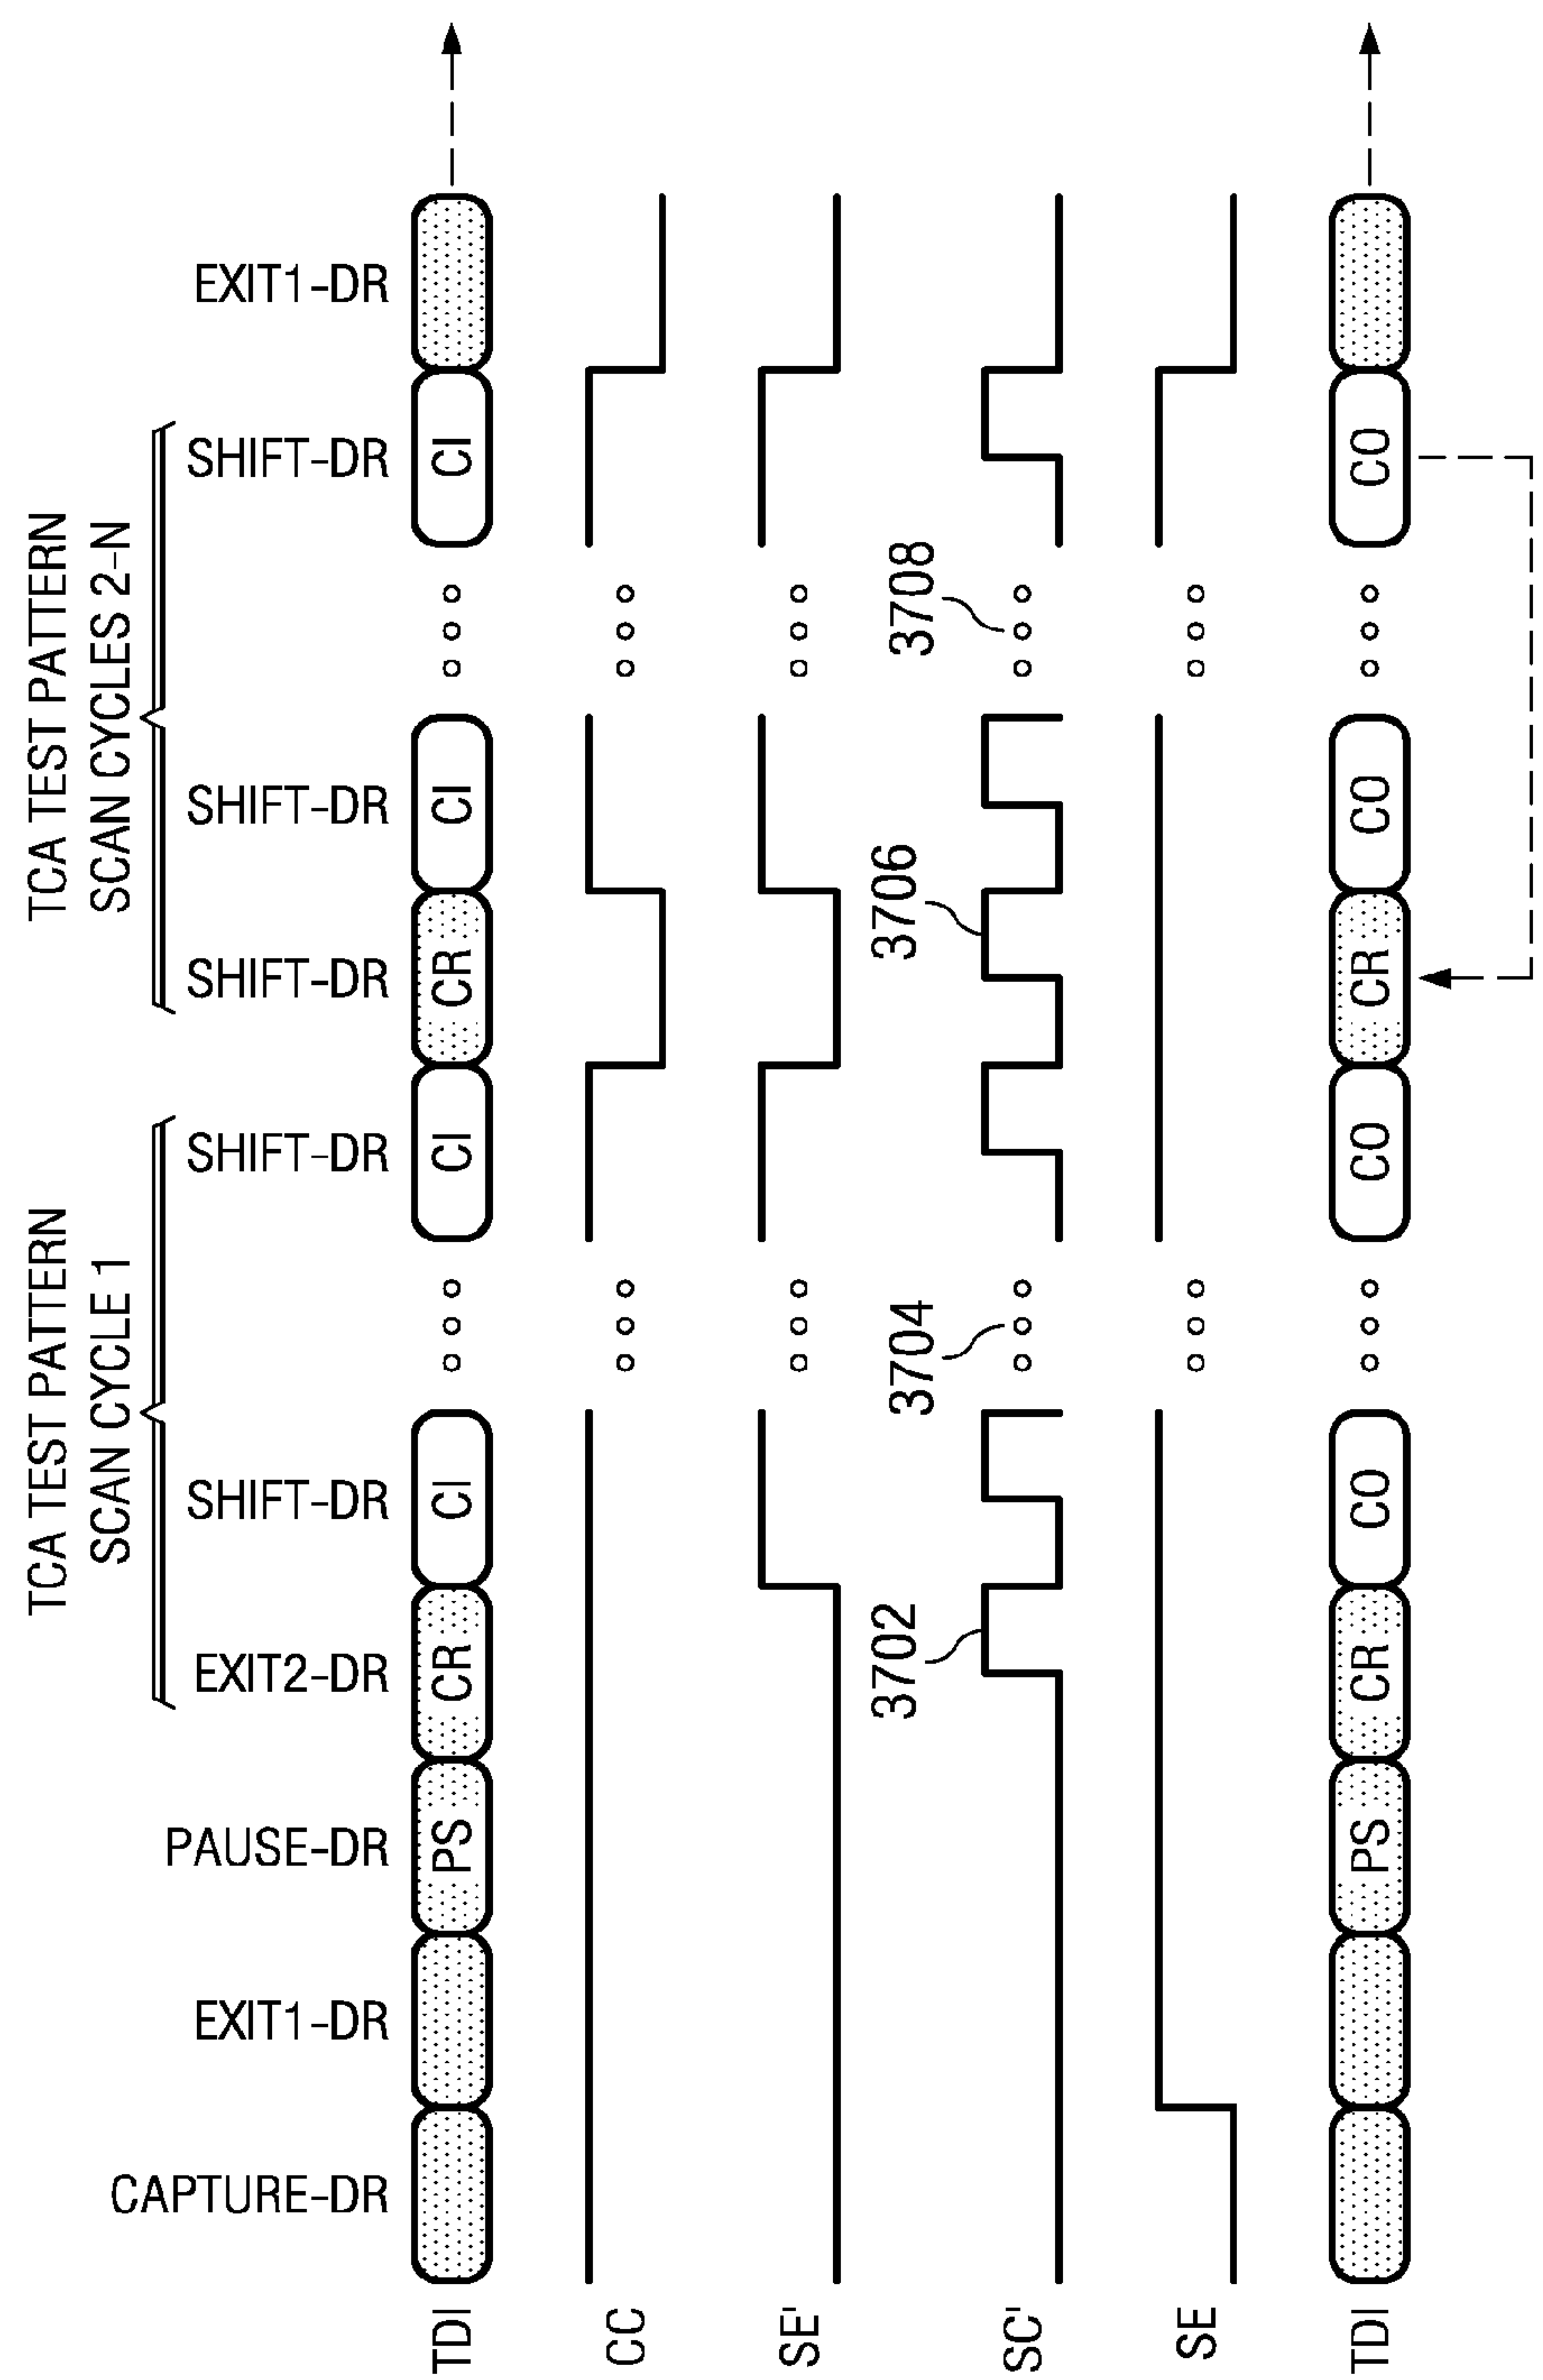 TCA TEST PATTERN
SCAN CYCLE 1
TCA TEST PATTERN
SCAN CYCLES 2-N
CAPTURE-DR
EXIT1-DR
PAUSE-DR
EXIT2-DR
SHIFT-DR
SHIFT-DR
SHIFT-DR
SHIFT-DR
SHIFT-DR
EXIT1-DR
TDI
PS
CR
CI
CI
CR
CI
CI
CC
SE'
3702
3704
3706
3708
SC'
SE
TDI
PS
CR
CO
CO
CR
CO
CO